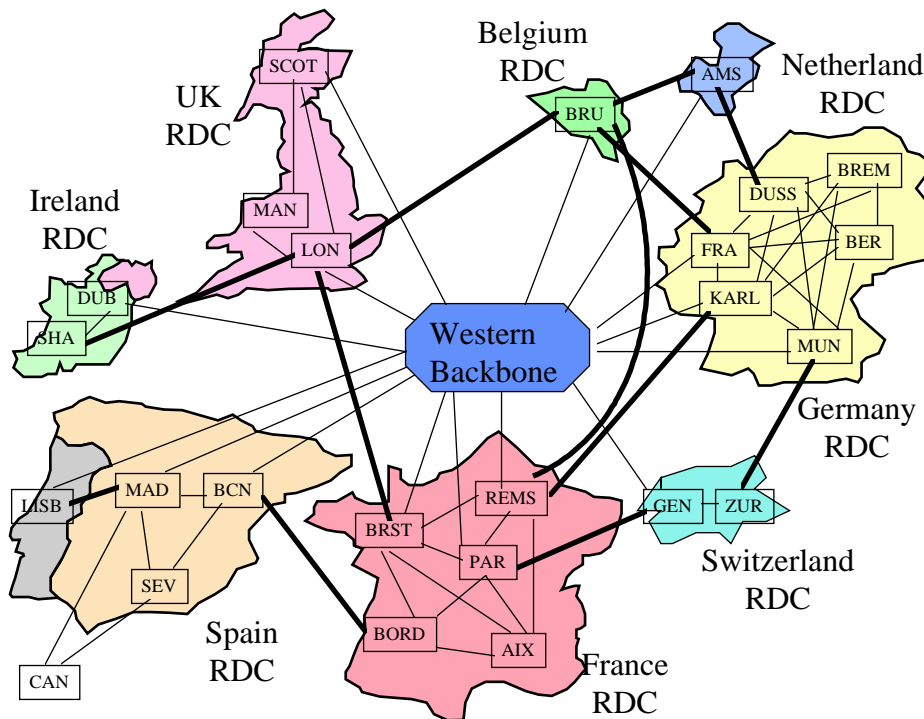 SCOT
UK
RDC
Belgium
RDC
AMS
Netherland
RDC
BRU
BREM
DUSS
MAN
Ireland
RDC
LON
FRA
BER
DUB
KARL
SHA
Western
Backbone
MUN
Germany
RDC
LISB
MAD
BCN
REMS
GEN
ZUR
BRST
PAR
Switzerland
RDC
SEV
Spain
RDC
BORD
AIX
CAN
France
RDC